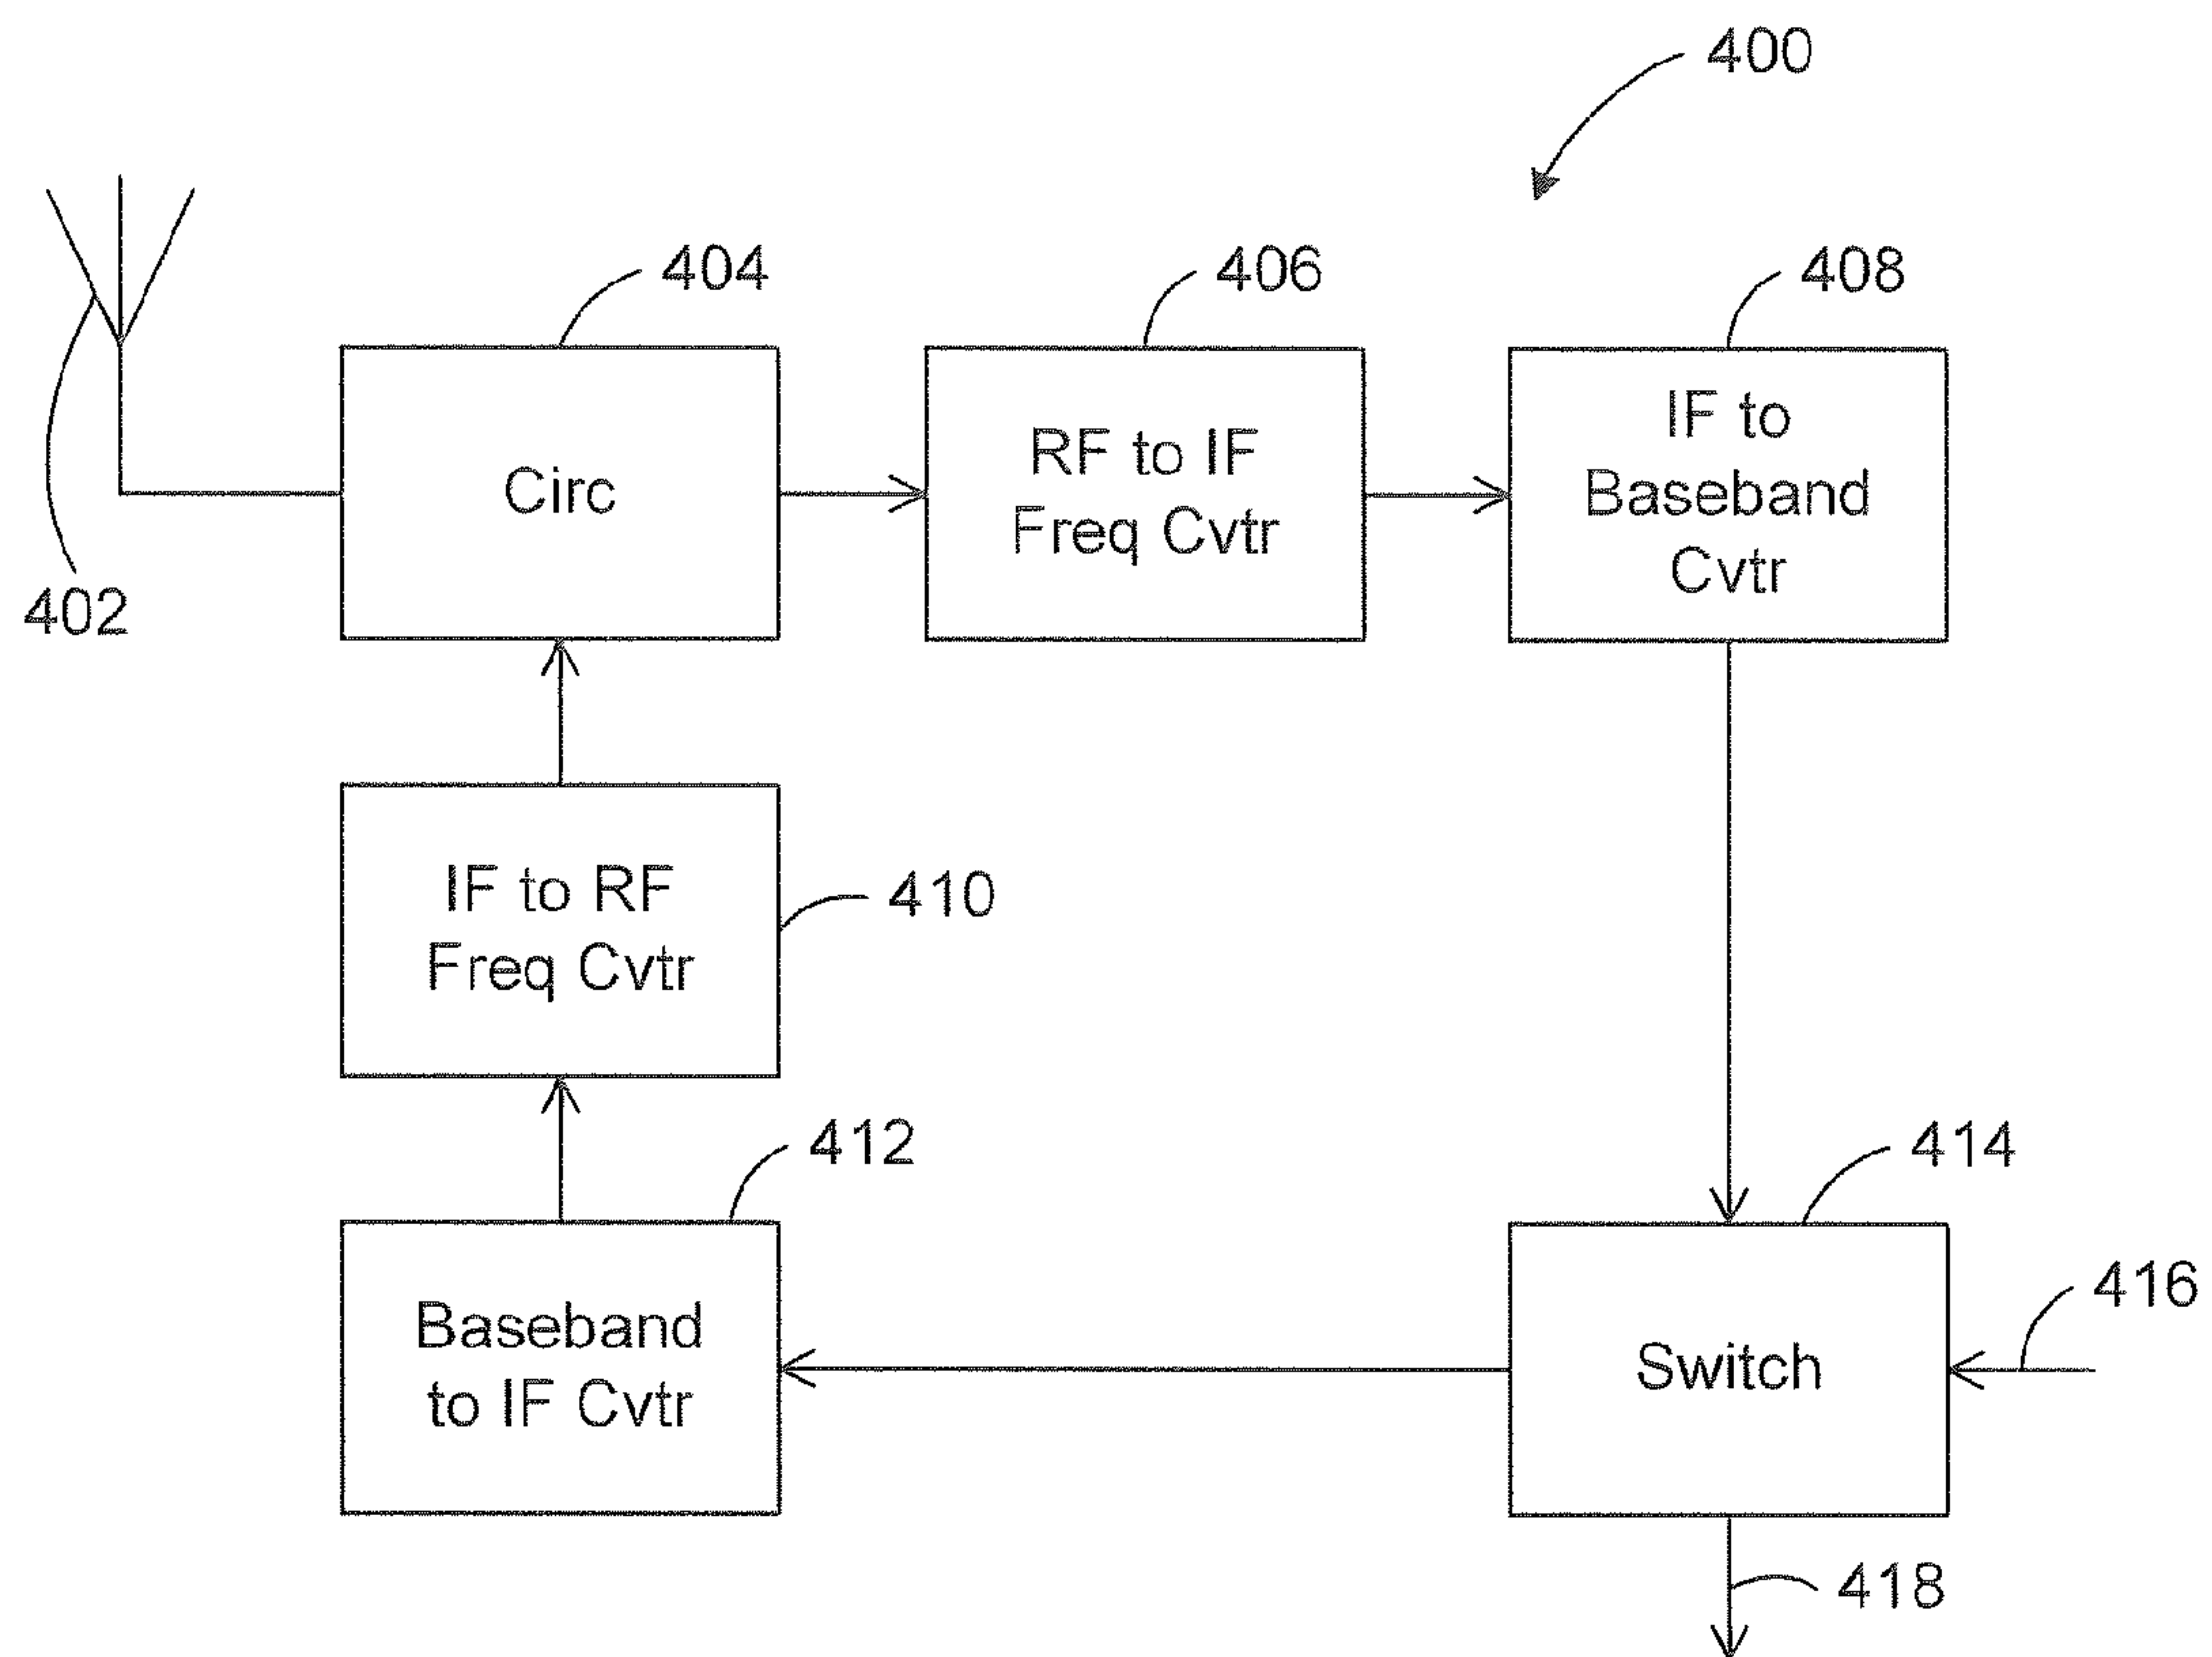 400
404
406
408
Circ
RF to IF
Freq Cvtr
IF to
Baseband
Cvtr
402
IF to RF
Freq Cvtr
410
412
414
416
Baseband
to IF Cvtr
Switch
418